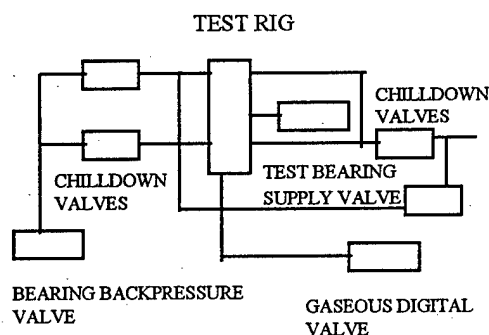 TEST RIG
CHILLDOWN
VALVES
CHILLDOWN
VALVES
TEST BEARING
SUPPLY VALVE
BEARING BACKPRESSURE
VALVE
GASEOUS DIGITAL
VALVE